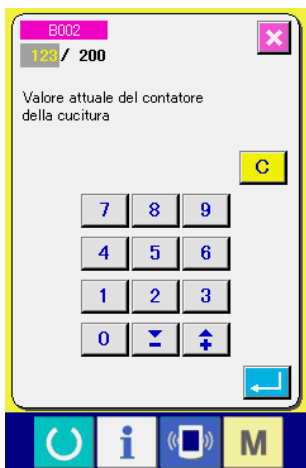 B002
123/ 200
Valore attuale del contatore
della cucitura
C
7 8 9
4 5 6
1 2 3
0
i
M